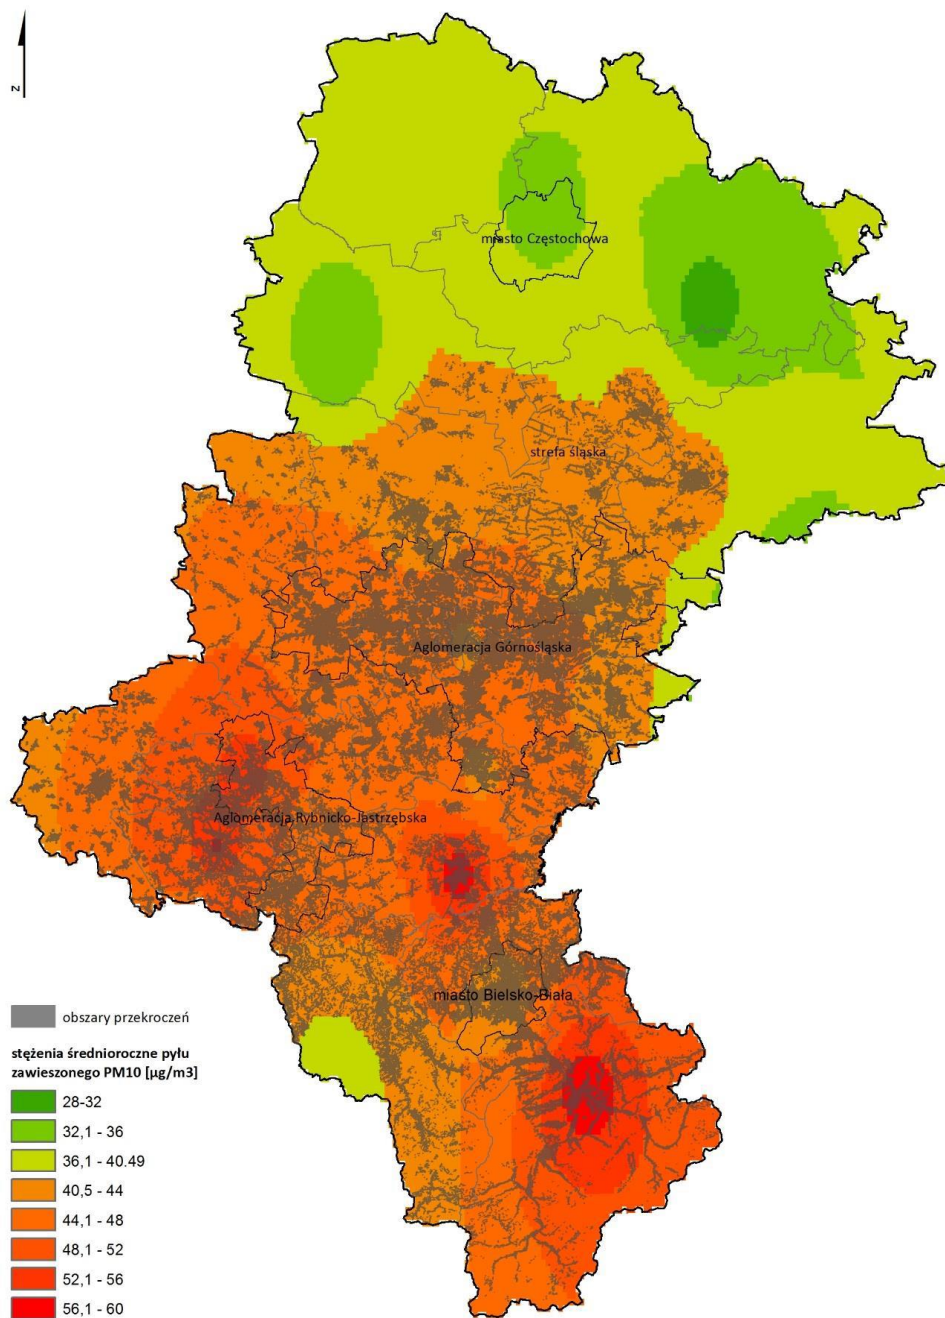 z
miasto Częstochowa
strefa śląska
Aglomeracja Górnośląska
Aglomeracja Rybnicko-Jastrzębska
miasto Bielsko-Biała
obszary przekroczeń
stężenia średnioroczne pyłu
zawieszonego PM10 [µg/m3]
28-32
32,1 - 36
36,1 - 40.49
40,5 - 44
44,1 - 48
48,1 - 52
52,1 - 56
56,1 - 60